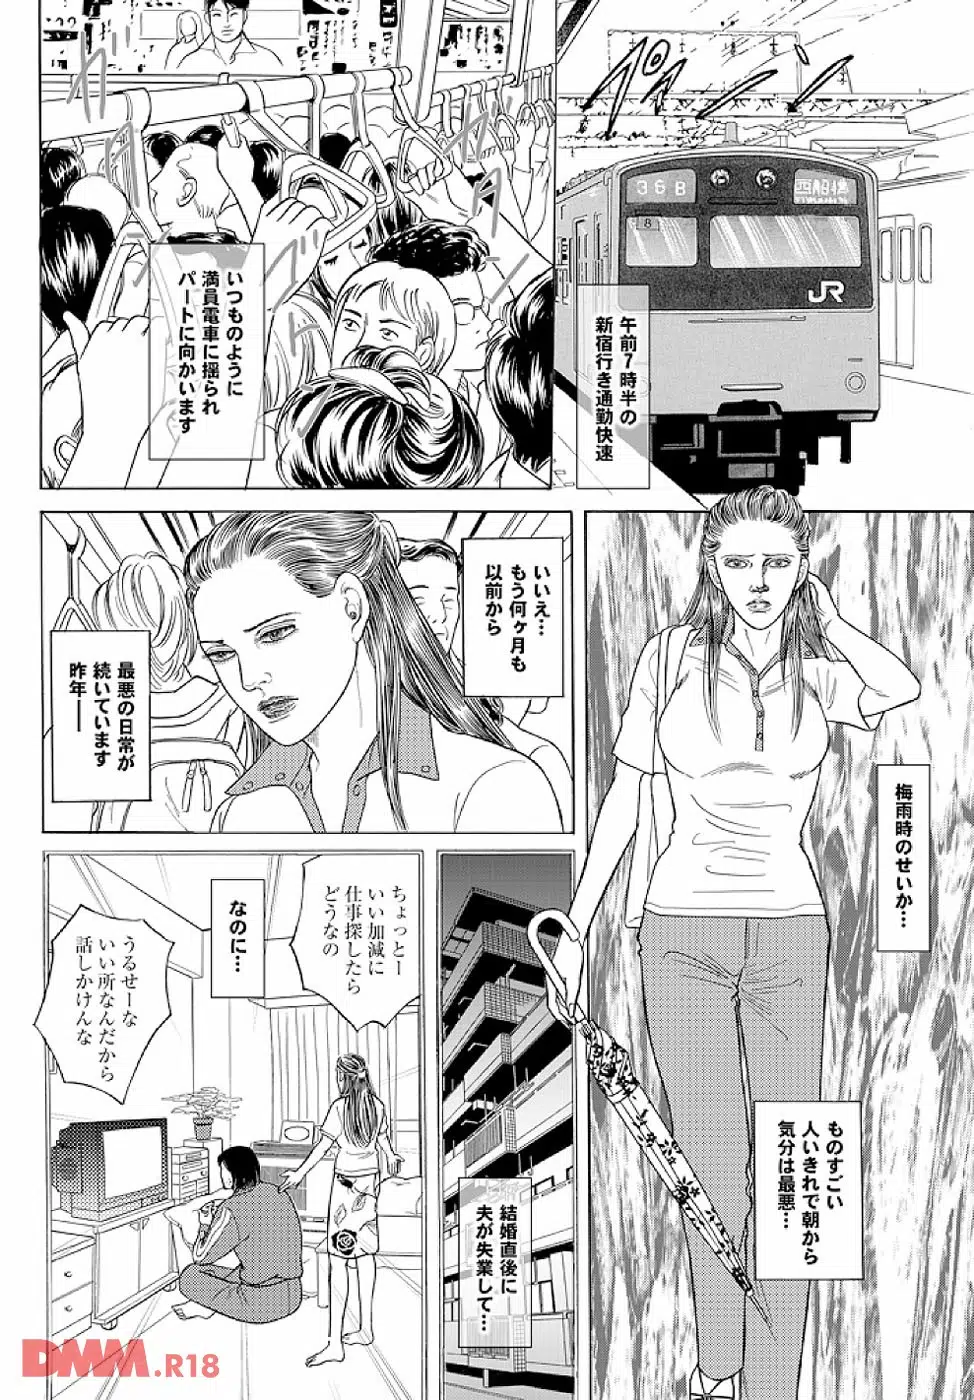 プァーン
368
西船橋
8
JR
午前7時半の
新宿行き通勤快速
ガタ
ガタ
ガタ
いつものように
満員電車に揺られ
パートに向かいます
梅雨時のせいか…
ものすごい
人いきれで朝から
気分は最悪…
いいえ…
もう何ヶ月も
以前から
最悪の日常が
続いています
昨年――
結婚直後に
夫が失業して…
ちょっとー
いい加減に
仕事探したら
どうなの
なのに…
うるせーな
いい所なんだから
話しかけんな
DMM.R18